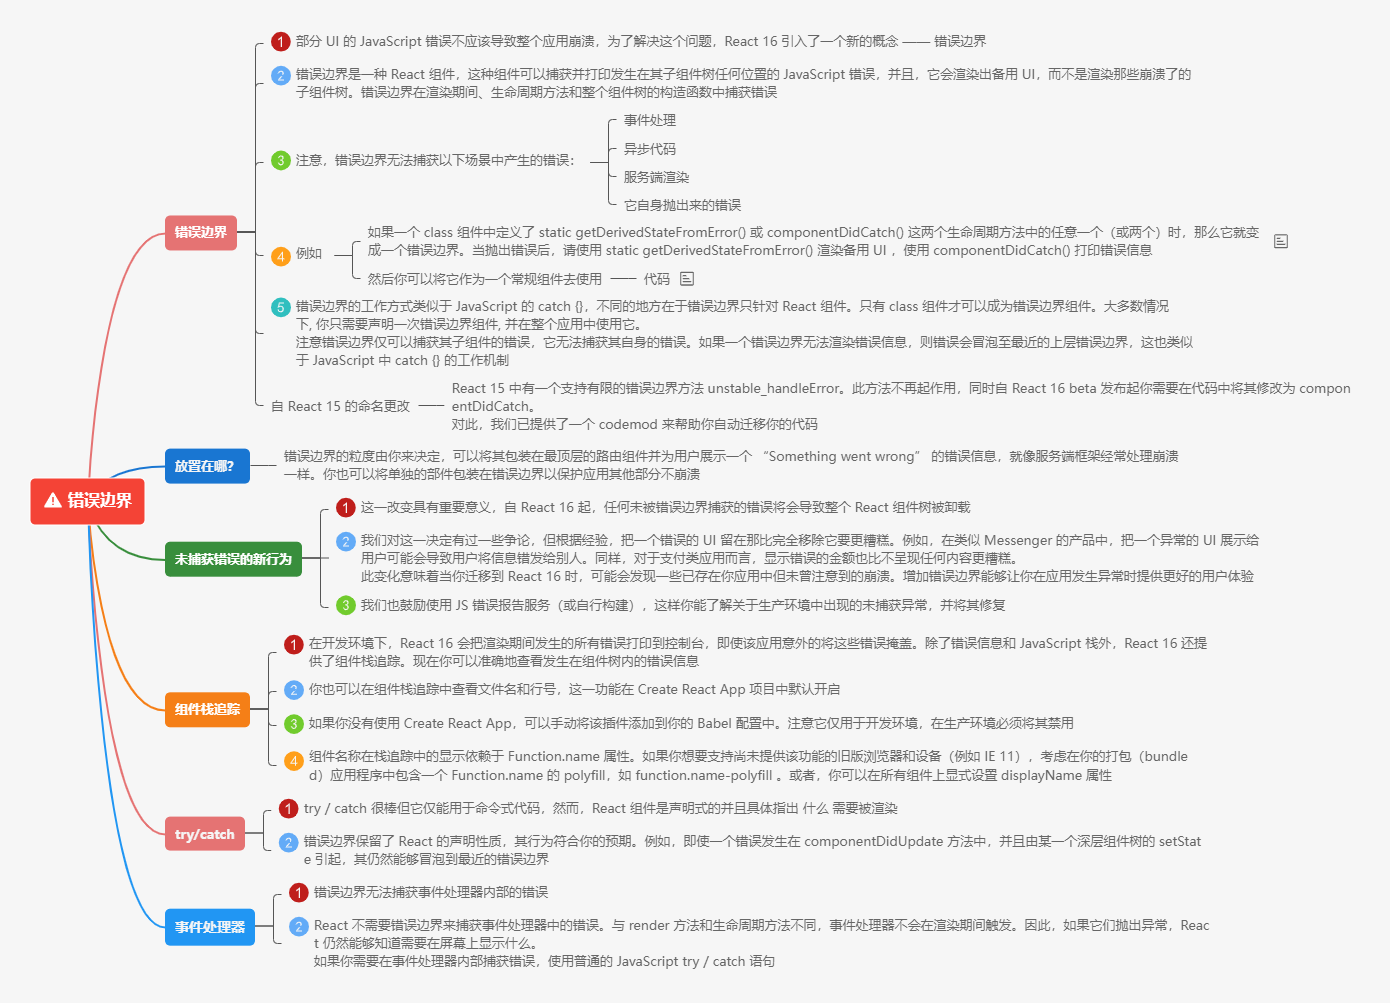 错误边界
错误边界
1 部分 UI 的 JavaScript 错误不应该导致整个应用崩溃，为了解决这个问题，React 16 引入了一个新的概念 —— 错误边界
2 错误边界是一种 React 组件，这种组件可以捕获并打印发生在其子组件树任何位置的 JavaScript 错误，并且，它会渲染出备用 UI，而不是渲染那些崩溃了的
子组件树。错误边界在渲染期间、生命周期方法和整个组件树的构造函数中捕获错误
3 注意，错误边界无法捕获以下场景中产生的错误：
事件处理
异步代码
服务端渲染
它自身抛出来的错误
4 例如
如果一个 class 组件中定义了 static getDerivedStateFromError() 或 componentDidCatch() 这两个生命周期方法中的任意一个（或两个）时，那么它就变
成一个错误边界。当抛出错误后，请使用 static getDerivedStateFromError() 渲染备用 UI ，使用 componentDidCatch() 打印错误信息
然后你可以将它作为一个常规组件去使用
代码
5 错误边界的工作方式类似于 JavaScript 的 catch {}，不同的地方在于错误边界只针对 React 组件。只有 class 组件才可以成为错误边界组件。大多数情况
下, 你只需要声明一次错误边界组件, 并在整个应用中使用它。
注意错误边界仅可以捕获其子组件的错误，它无法捕获其自身的错误。如果一个错误边界无法渲染错误信息，则错误会冒泡至最近的上层错误边界，这也类似
于 JavaScript 中 catch {} 的工作机制
自 React 15 的命名更改
React 15 中有一个支持有限的错误边界方法 unstable_handleError。此方法不再起作用，同时自 React 16 beta 发布起你需要在代码中将其修改为 compon
entDidCatch。
对此，我们已提供了一个 codemod 来帮助你自动迁移你的代码
放置在哪？
错误边界的粒度由你来决定，可以将其包装在最顶层的路由组件并为用户展示一个 “Something went wrong” 的错误信息，就像服务端框架经常处理崩溃
一样。你也可以将单独的部件包装在错误边界以保护应用其他部分不崩溃
未捕获错误的新行为
1 这一改变具有重要意义，自 React 16 起，任何未被错误边界捕获的错误将会导致整个 React 组件树被卸载
2 我们对这一决定有过一些争论，但根据经验，把一个错误的 UI 留在那比完全移除它要更糟糕。例如，在类似 Messenger 的产品中，把一个异常的 UI 展示给
用户可能会导致用户将信息错发给别人。同样，对于支付类应用而言，显示错误的金额也比不呈现任何内容更糟糕。
此变化意味着当你迁移到 React 16 时，可能会发现一些已存在你应用中但未曾注意到的崩溃。增加错误边界能够让你在应用发生异常时提供更好的用户体验
3 我们也鼓励使用 JS 错误报告服务（或自行构建），这样你能了解关于生产环境中出现的未捕获异常，并将其修复
组件栈追踪
1 在开发环境下，React 16 会把渲染期间发生的所有错误打印到控制台，即使该应用意外的将这些错误掩盖。除了错误信息和 JavaScript 栈外，React 16 还提
供了组件栈追踪。现在你可以准确地查看发生在组件树内的错误信息
2 你也可以在组件栈追踪中查看文件名和行号，这一功能在 Create React App 项目中默认开启
3 如果你没有使用 Create React App，可以手动将该插件添加到你的 Babel 配置中。注意它仅用于开发环境，在生产环境必须将其禁用
4 组件名称在栈追踪中的显示依赖于 Function.name 属性。如果你想要支持尚未提供该功能的旧版浏览器和设备（例如 IE 11），考虑在你的打包（bundle
d）应用程序中包含一个 Function.name 的 polyfill，如 function.name-polyfill 。或者，你可以在所有组件上显式设置 displayName 属性
try/catch
1 try / catch 很棒但它仅能用于命令式代码，然而，React 组件是声明式的并且具体指出 什么 需要被渲染
2 错误边界保留了 React 的声明性质，其行为符合你的预期。例如，即使一个错误发生在 componentDidUpdate 方法中，并且由某一个深层组件树的 setStat
e 引起，其仍然能够冒泡到最近的错误边界
事件处理器
1 错误边界无法捕获事件处理器内部的错误
2 React 不需要错误边界来捕获事件处理器中的错误。与 render 方法和生命周期方法不同，事件处理器不会在渲染期间触发。因此，如果它们抛出异常，Reac
t 仍然能够知道需要在屏幕上显示什么。
如果你需要在事件处理器内部捕获错误，使用普通的 JavaScript try / catch 语句